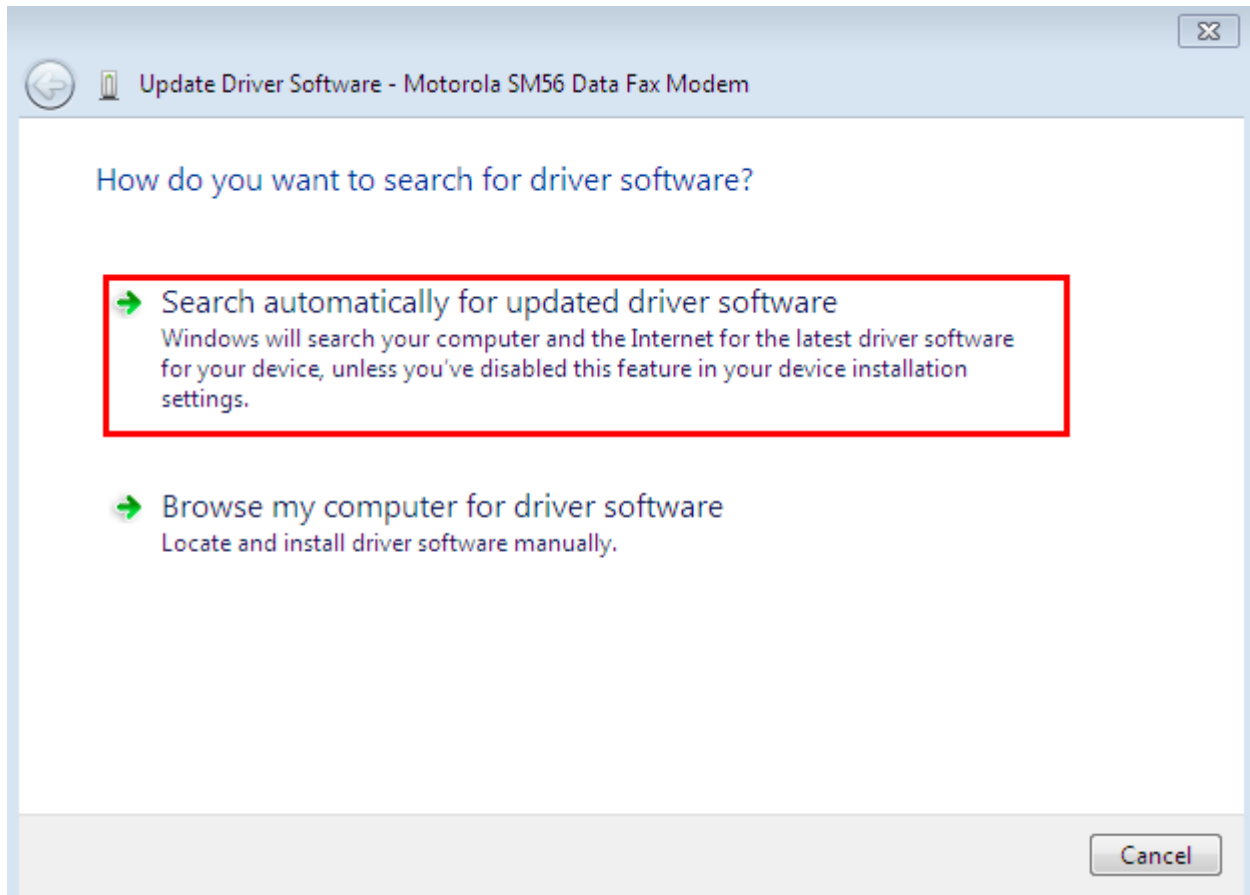 Update Driver Software - Motorola SM56 Data Fax Modem
How do you want to search for driver software?
Search automatically for updated driver software
Windows will search your computer and the Internet for the latest driver software
for your device, unless you've disabled this feature in your device installation
settings.
Browse my computer for driver software
Locate and install driver software manually.
Cancel